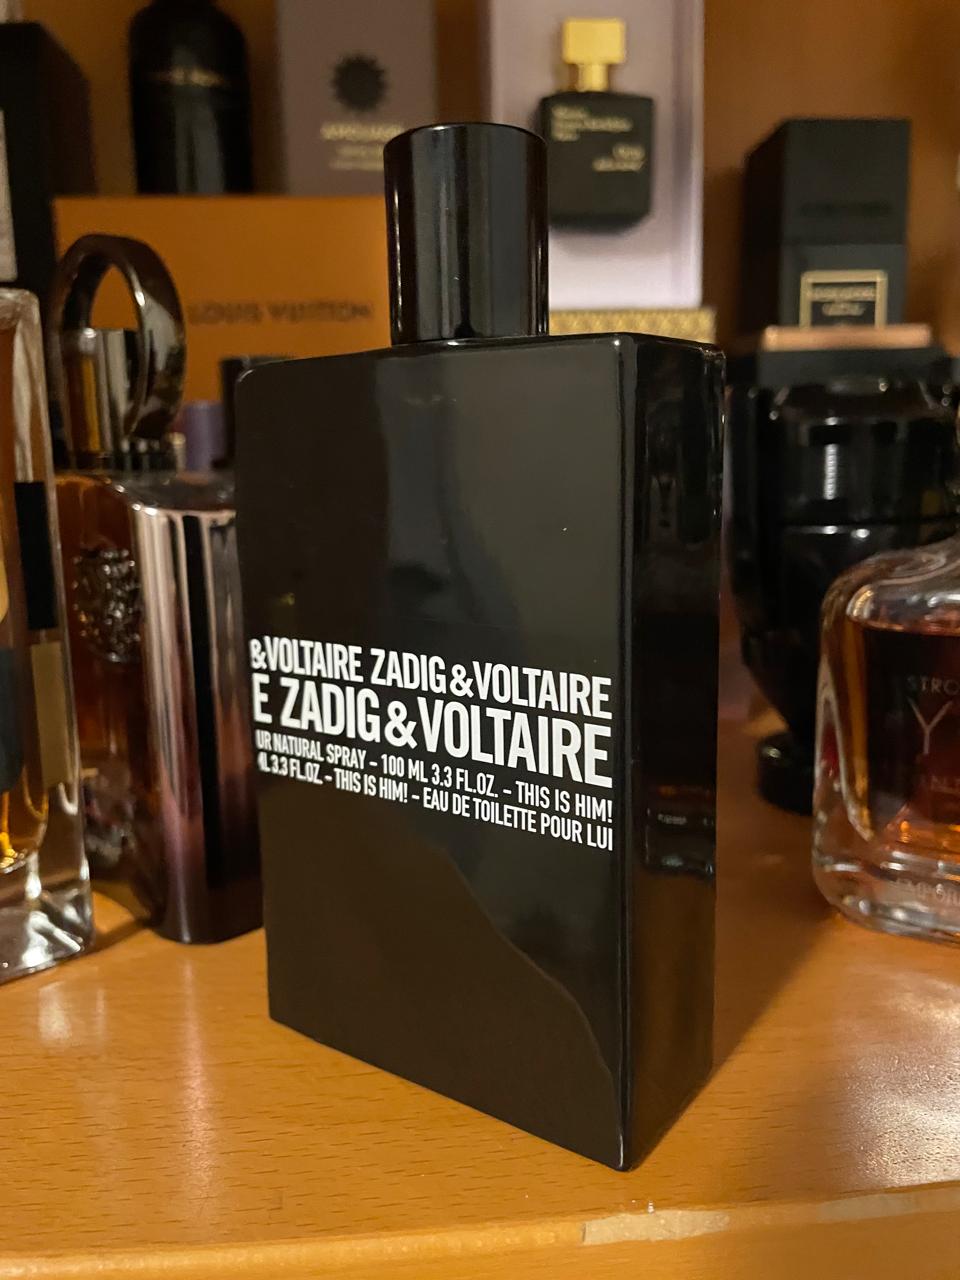 LOUIS VUITTON
&VOLTAIRE ZADIG&VOLTAIRE
E ZADIG&VOLTAIRE
UR NATURAL SPRAY – 100 ML 3.3 FL.OZ. – THIS IS HIM!
ML 3.3 FL.OZ. – THIS IS HIM! – EAU DE TOILETTE POUR LUI
STRO
Y